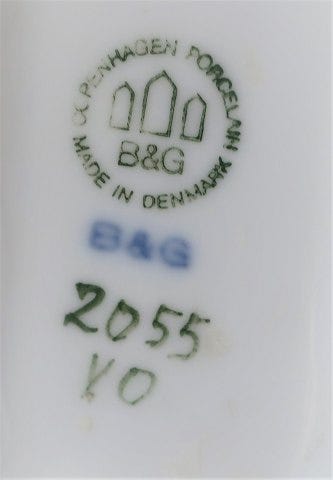 COPENHAGEN PORCELAIN
B&G
MADE IN DENMARK
B&G
2055
VO